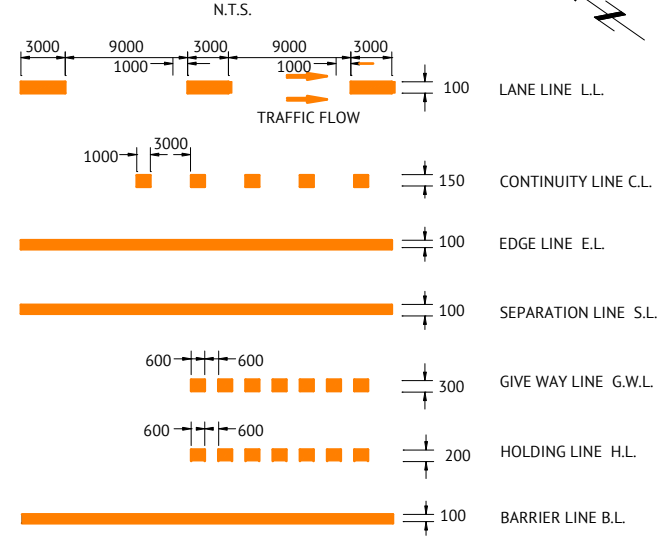 N.T.S.
3000 9000 3000 9000 3000
1000 1000
100 LANE LINE L.L.
TRAFFIC FLOW
3000
1000
150 CONTINUITY LINE C.L.
100 EDGE LINE E.L.
100 SEPARATION LINE S.L.
600 600
300 GIVE WAY LINE G.W.L.
600 600
200 HOLDING LINE H.L.
100 BARRIER LINE B.L.